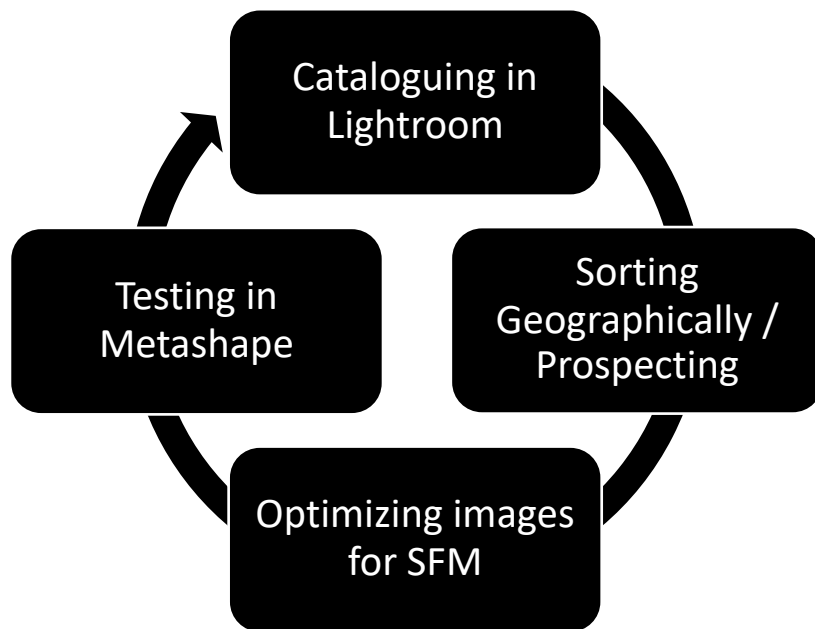 Cataloguing in
Lightroom
Sorting
Geographically /
Prospecting
Optimizing images
for SFM
Testing in
Metashape